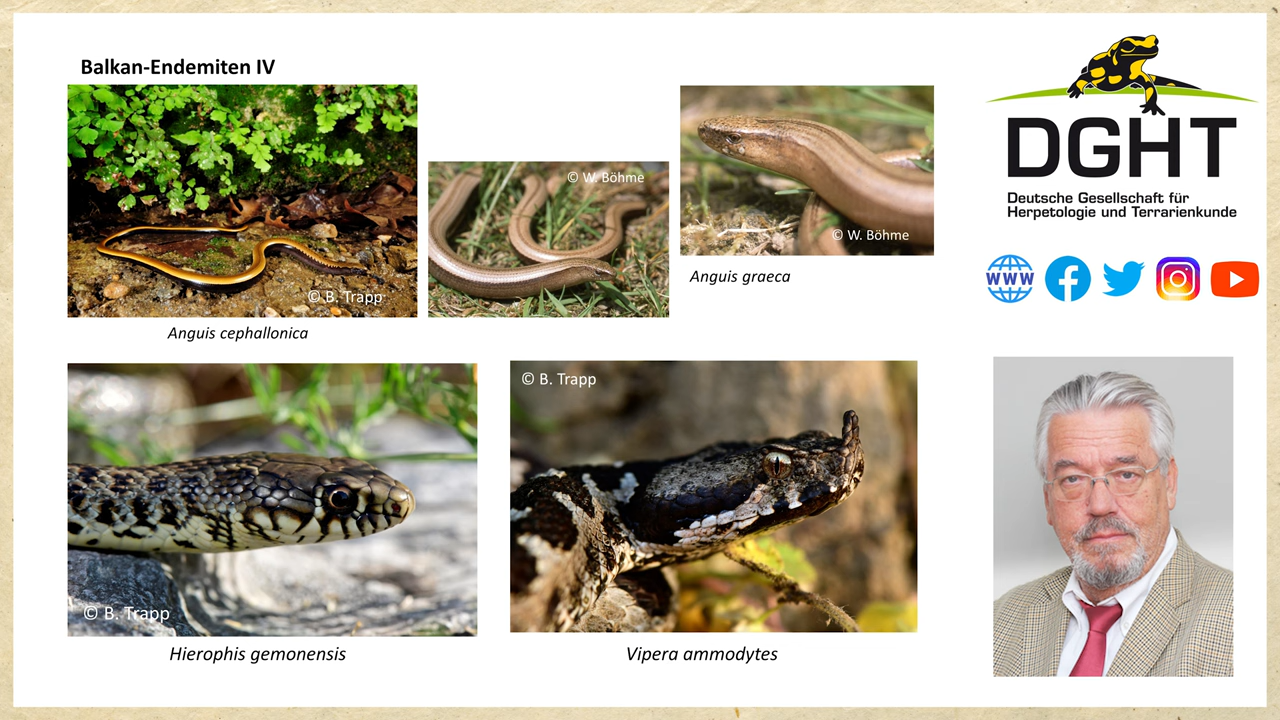 Balkan-Endemiten IV
© B. Trapp
Anguis cephallonica
© W. Böhme
© W. Böhme
Anguis graeca
DGHT
Deutsche Gesellschaft für
Herpetologie und Terrarienkunde
WWW
© B. Trapp
Hierophis gemonensis
© B. Trapp
Vipera ammodytes